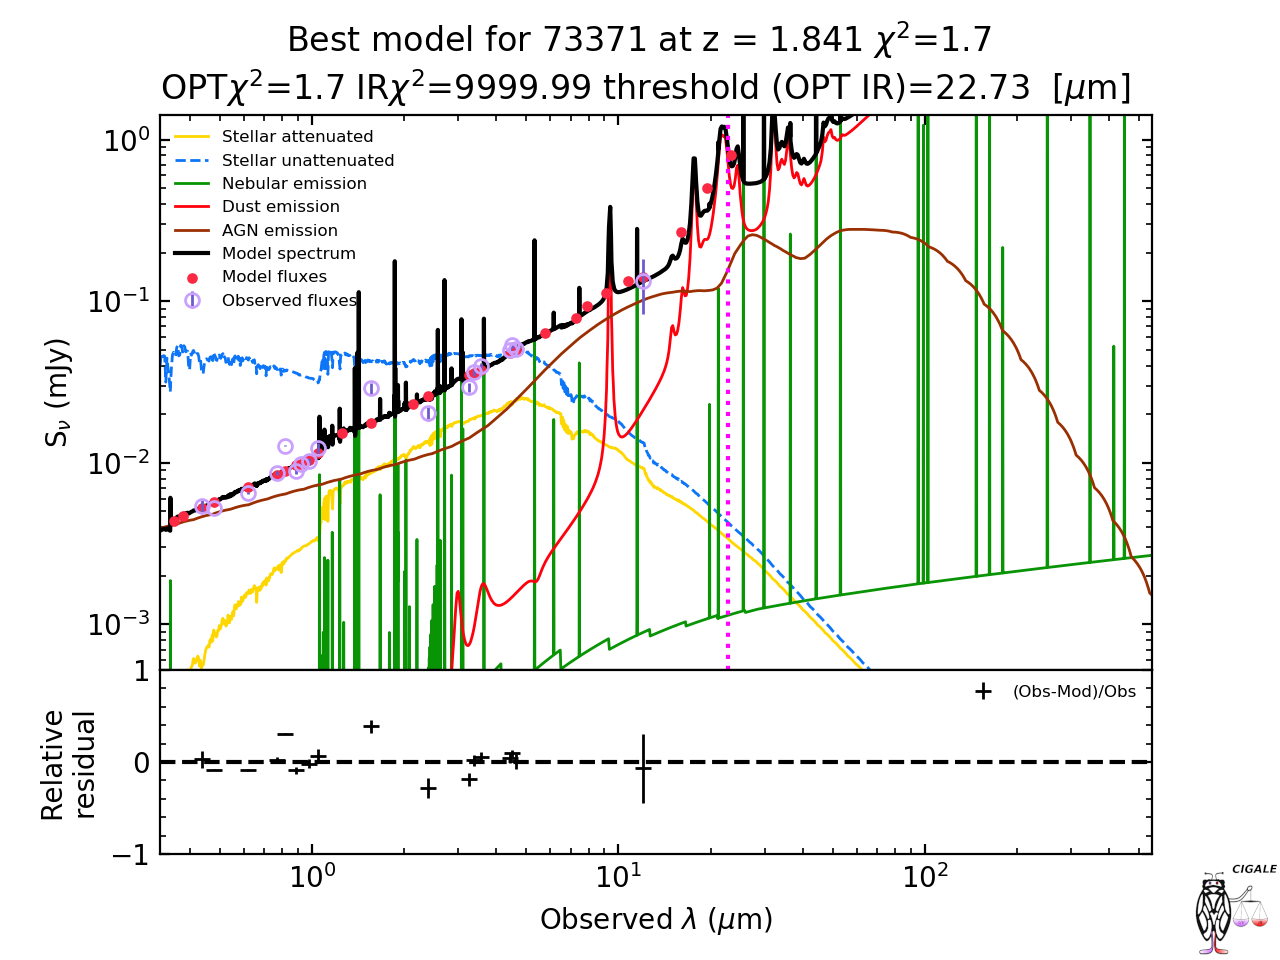 Best model for 73371 at z = 1.841 χ²=1.7
OPTχ²=1.7 IRχ²=9999.99 threshold (OPT IR)=22.73 [μm]
Stellar attenuated
Stellar unattenuated
Nebular emission
Dust emission
AGN emission
Model spectrum
Model fluxes
Observed fluxes
10⁰
10⁻¹
10⁻²
10⁻³
S_ν (mJy)
(Obs-Mod)/Obs
1
0
−1
Relative
residual
10⁰ 10¹ 10²
Observed λ (μm)
CIGALE